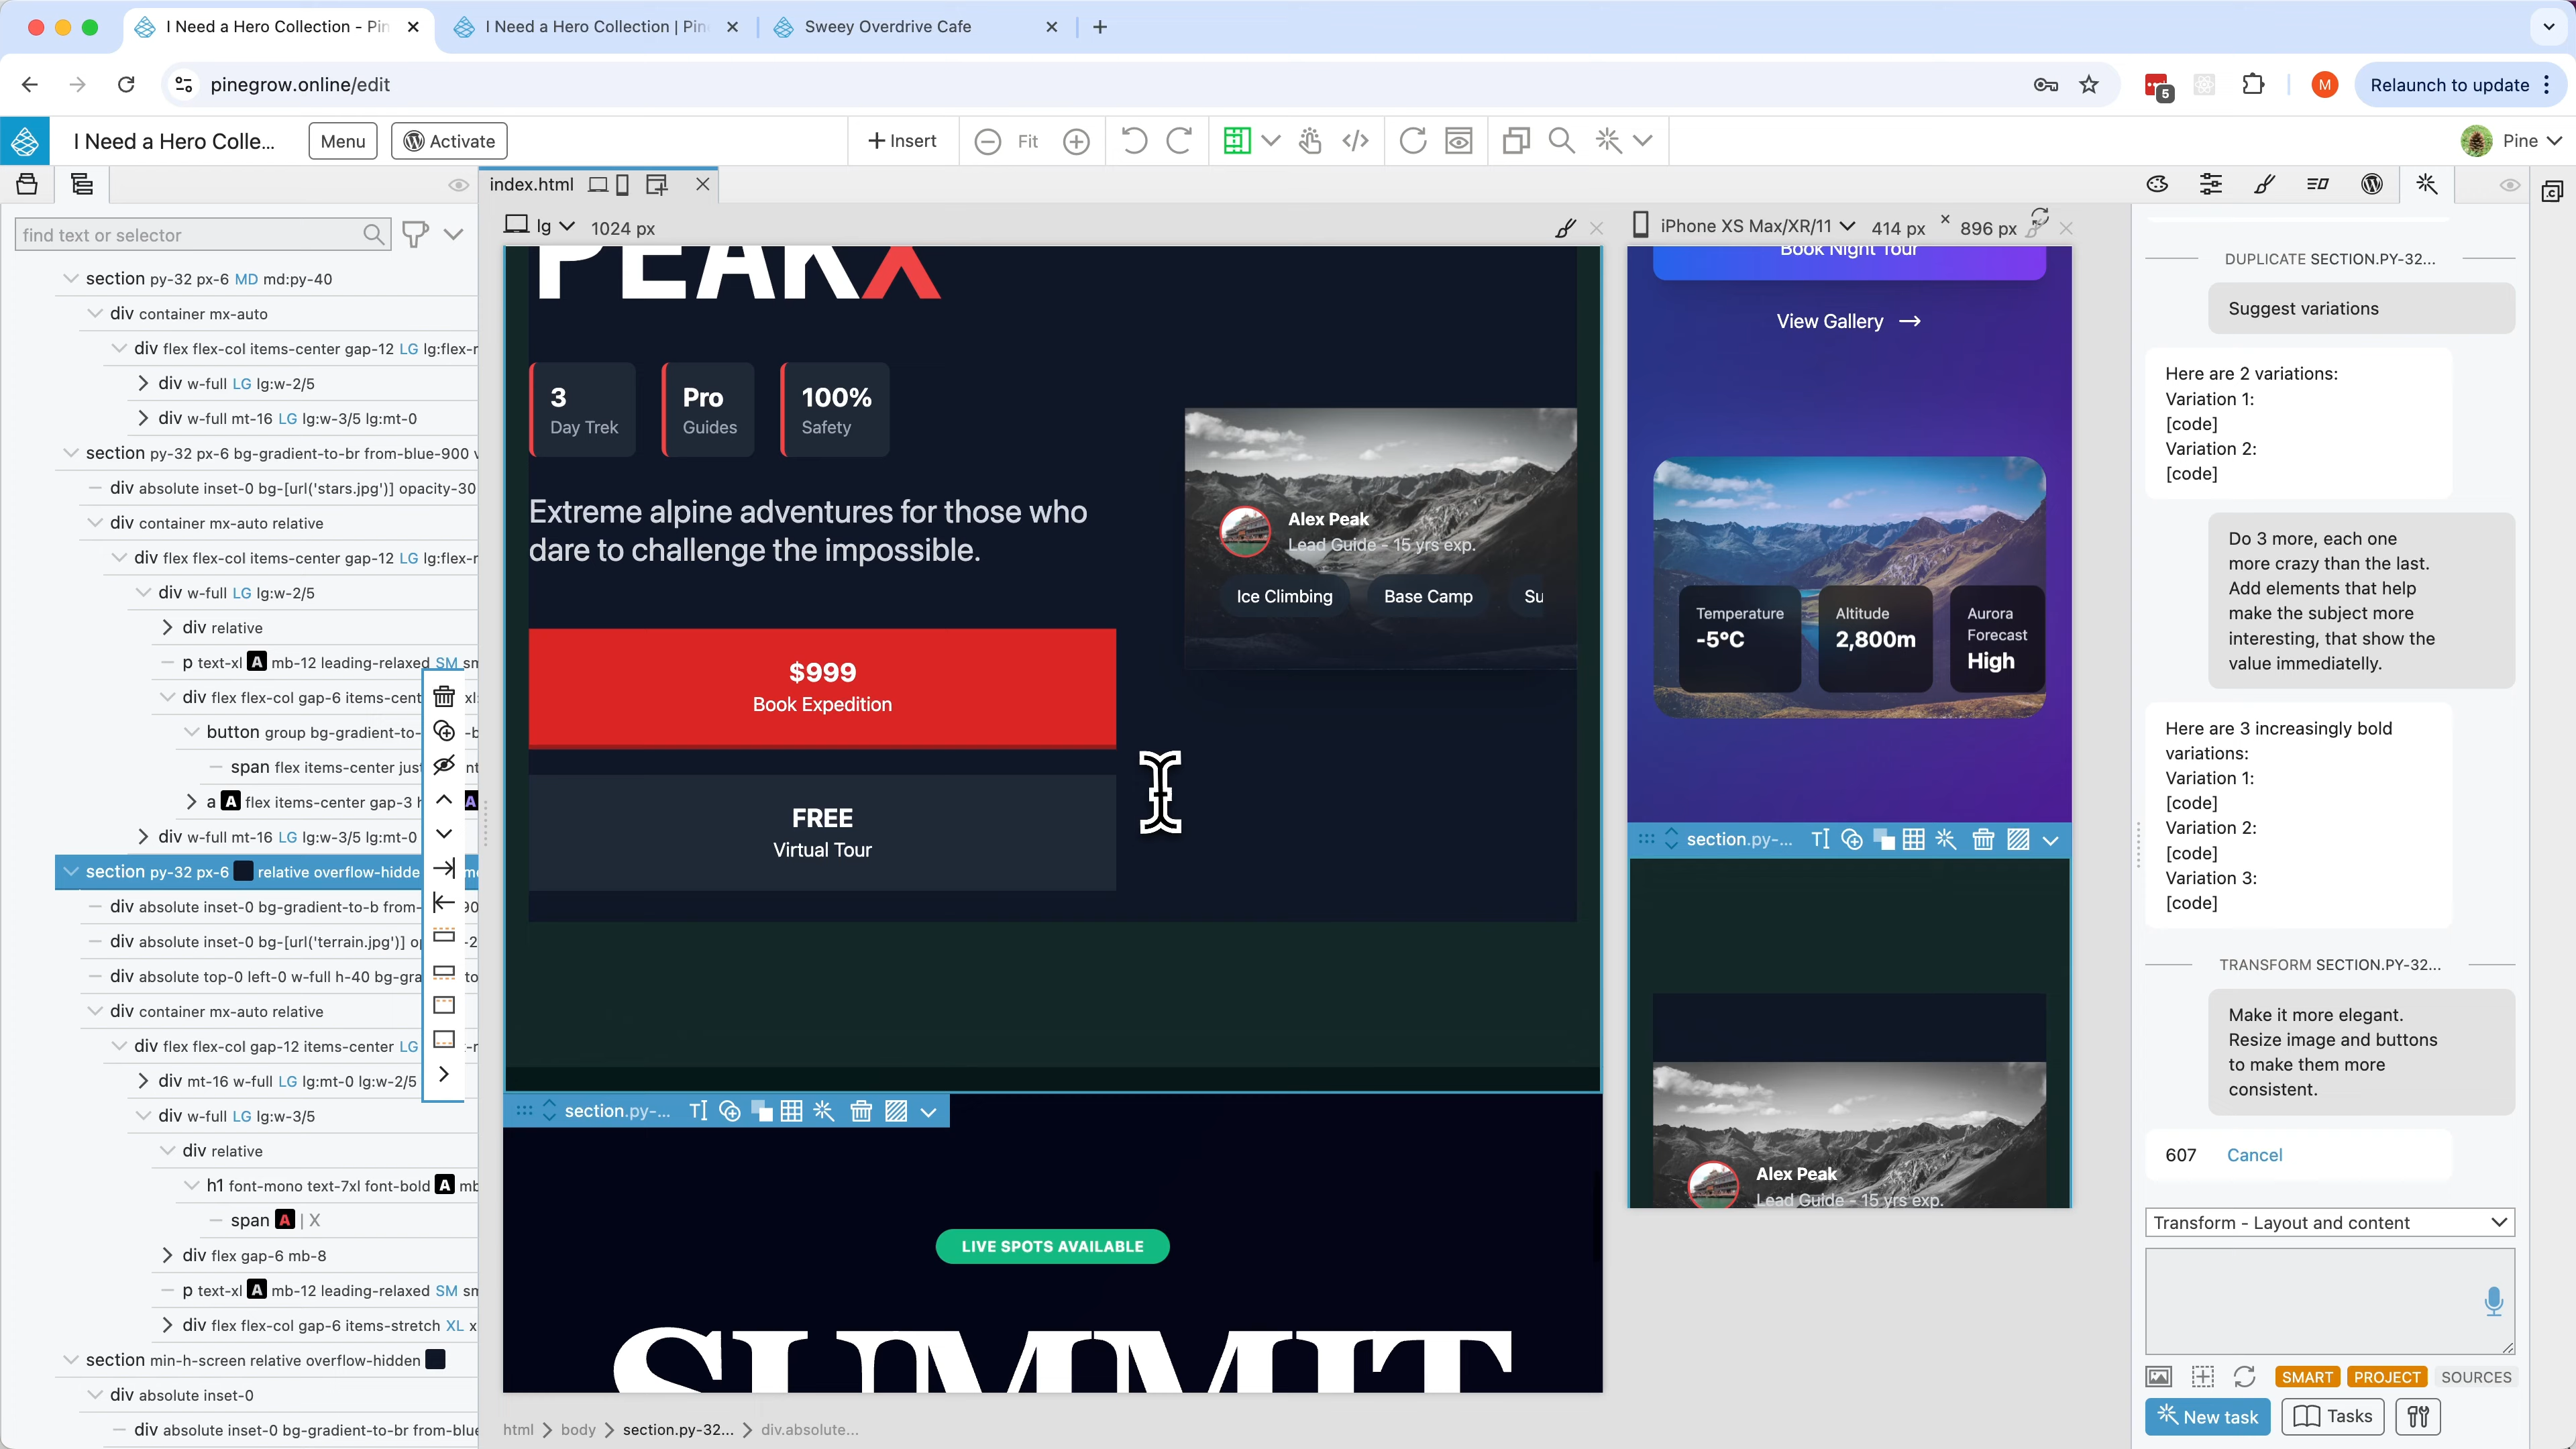 I Need a Hero Collection - Pin
I Need a Hero Collection | Pin
Sweey Overdrive Cafe
pinegrow.online/edit
5
M
Relaunch to update
I Need a Hero Colle...
Menu
Activate
Insert
Fit
Pine
index.html
find text or selector
lg
1024 px
iPhone XS Max/XR/11
414 px
×
896 px
section py-32 px-6 MD md:py-40
div container mx-auto
div flex flex-col items-center gap-12 LG lg:flex-r
div w-full LG lg:w-2/5
div w-full mt-16 LG lg:w-3/5 lg:mt-0
section py-32 px-6 bg-gradient-to-br from-blue-900 v
div absolute inset-0 bg-[url('stars.jpg')] opacity-30
div container mx-auto relative
div flex flex-col items-center gap-12 LG lg:flex-r
div w-full LG lg:w-2/5
div relative
p text-xl A mb-12 leading-relaxed SM sm
div flex flex-col gap-6 items-cent xl:
button group bg-gradient-to- -b
span flex items-center just nt
a A flex items-center gap-3 h A
div w-full mt-16 LG lg:w-3/5 lg:mt-0
section py-32 px-6 relative overflow-hidde
div absolute inset-0 bg-gradient-to-b from- 90
div absolute inset-0 bg-[url('terrain.jpg')] op -2
div absolute top-0 left-0 w-full h-40 bg-gra to
div container mx-auto relative
div flex flex-col gap-12 items-center LG -r
div mt-16 w-full LG lg:mt-0 lg:w-2/5
div w-full LG lg:w-3/5
div relative
h1 font-mono text-7xl font-bold A mb
span A | X
div flex gap-6 mb-8
p text-xl A mb-12 leading-relaxed SM sm
div flex flex-col gap-6 items-stretch XL x
section min-h-screen relative overflow-hidden
div absolute inset-0
div absolute inset-0 bg-gradient-to-br from-blue
PEAKX
3
Day Trek
Pro
Guides
100%
Safety
Extreme alpine adventures for those who
dare to challenge the impossible.
$999
Book Expedition
FREE
Virtual Tour
Alex Peak
Lead Guide - 15 yrs exp.
Ice Climbing
Base Camp
Su
section.py-...
LIVE SPOTS AVAILABLE
SUMMIT
html
body
section.py-32...
div.absolute...
Book Night Tour
View Gallery →
Temperature
-5°C
Altitude
2,800m
Aurora
Forecast
High
section.py-...
Alex Peak
Lead Guide - 15 yrs exp.
DUPLICATE SECTION.PY-32...
Suggest variations
Here are 2 variations:
Variation 1:
[code]
Variation 2:
[code]
Do 3 more, each one
more crazy than the last.
Add elements that help
make the subject more
interesting, that show the
value immediatelly.
Here are 3 increasingly bold
variations:
Variation 1:
[code]
Variation 2:
[code]
Variation 3:
[code]
TRANSFORM SECTION.PY-32...
Make it more elegant.
Resize image and buttons
to make them more
consistent.
607
Cancel
Transform - Layout and content
SMART
PROJECT
SOURCES
New task
Tasks